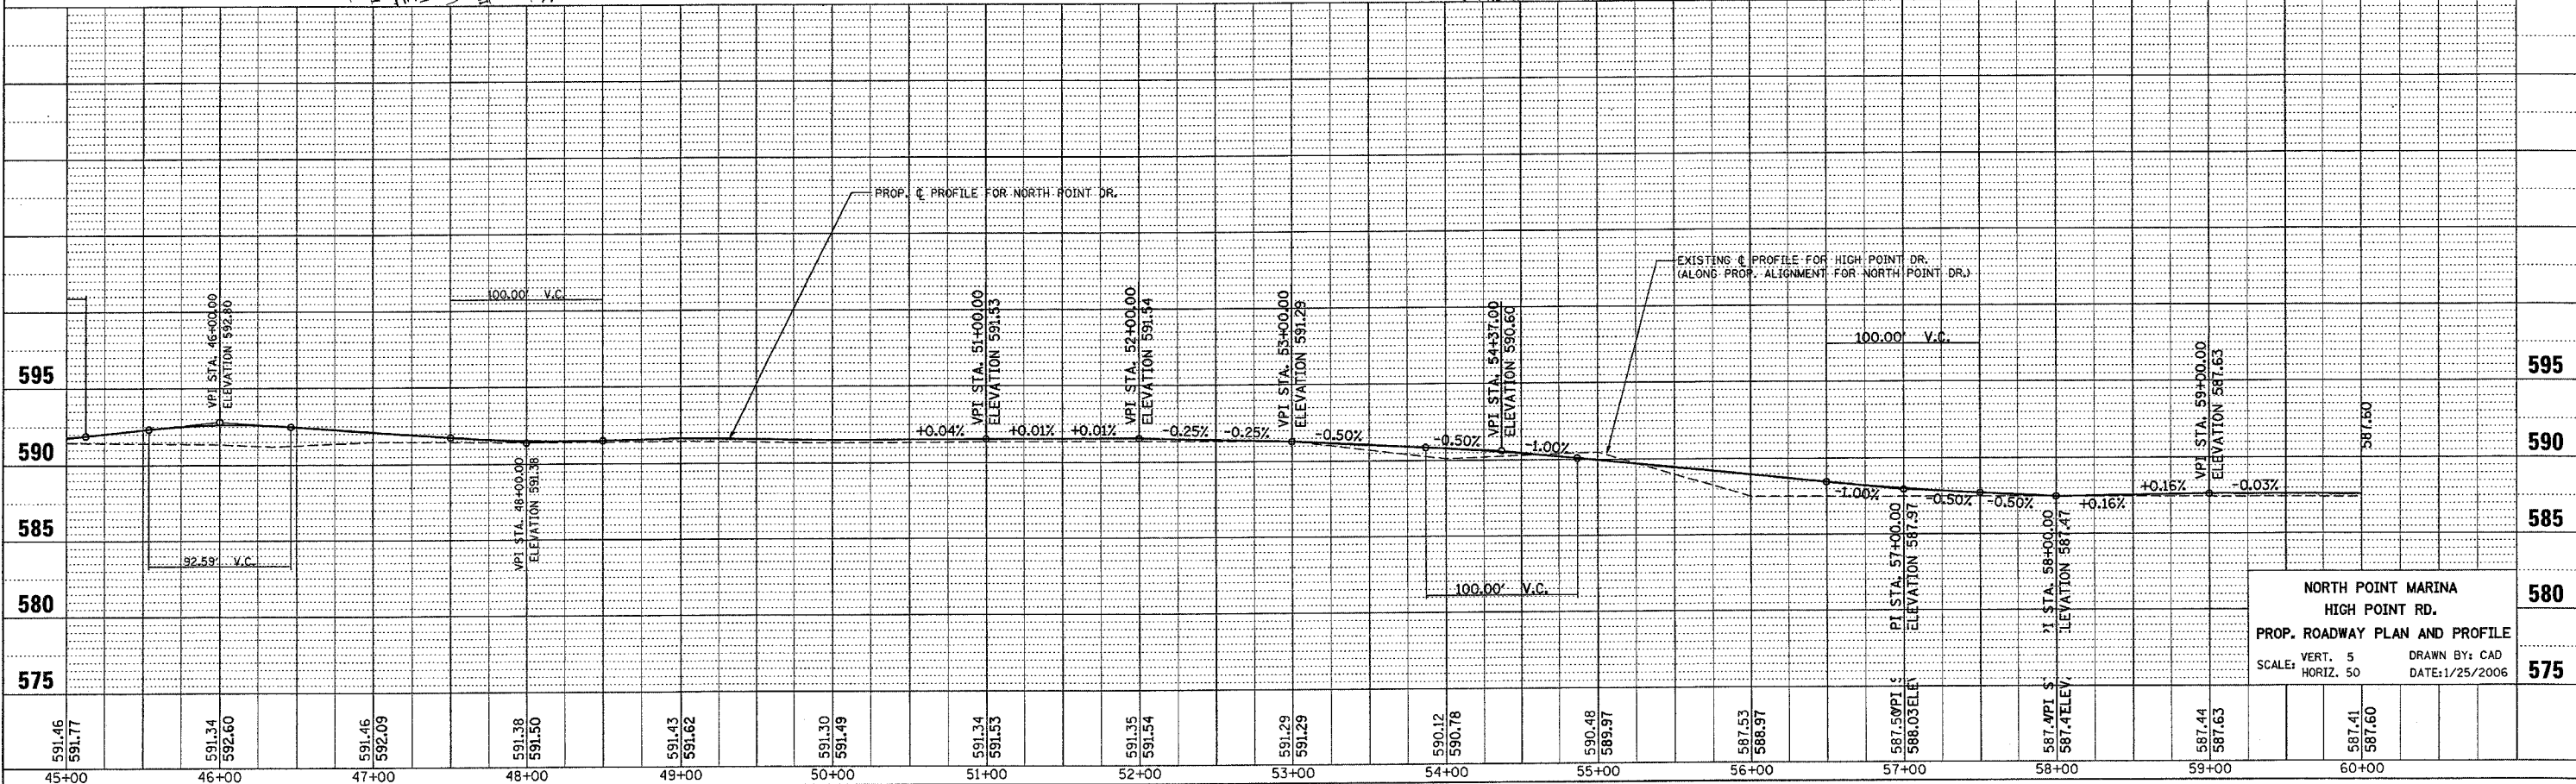 PROP. ℄ PROFILE FOR NORTH POINT DR.
EXISTING ℄ PROFILE FOR HIGH POINT DR.
(ALONG PROP. ALIGNMENT FOR NORTH POINT DR.)
VPI STA. 46+00.00
ELEVATION 592.80
100.00' V.C.
VPI STA. 51+00.00
ELEVATION 591.53
VPI STA. 52+00.00
ELEVATION 591.54
VPI STA. 53+00.00
ELEVATION 591.29
VPI STA. 54+37.00
ELEVATION 590.60
100.00' V.C.
VPI STA. 59+00.00
ELEVATION 587.63
587.60
595
595
590
590
+0.04%
+0.01%
+0.01%
-0.25%
-0.25%
-0.50%
-0.50%
-1.00%
-1.00%
-0.50%
-0.50%
+0.16%
+0.16%
-0.03%
VPI STA. 48+00.00
ELEVATION 591.38
92.59' V.C.
100.00' V.C.
PI STA. 57+00.00
ELEVATION 587.97
PI STA. 58+00.00
LEVATION 587.47
585
585
580
580
575
575
NORTH POINT MARINA
HIGH POINT RD.
PROP. ROADWAY PLAN AND PROFILE
SCALE: VERT. 5 DRAWN BY: CAD
HORIZ. 50 DATE:1/25/2006
591.46
591.77
591.34
592.60
591.46
592.09
591.38
591.50
591.43
591.62
591.30
591.49
591.34
591.53
591.35
591.54
591.29
591.29
590.12
590.78
590.48
589.97
587.53
588.97
587.50
588.03
587.47
587.44
587.63
587.41
587.60
45+00 46+00 47+00 48+00 49+00 50+00 51+00 52+00 53+00 54+00 55+00 56+00 57+00 58+00 59+00 60+00